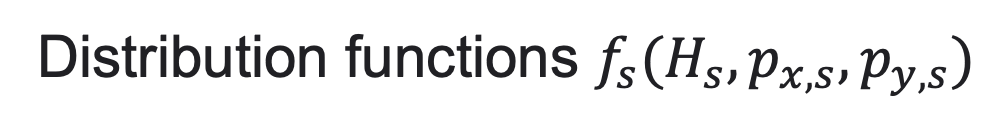 Distribution functions $f_s(H_s, p_{x,s}, p_{y,s})$